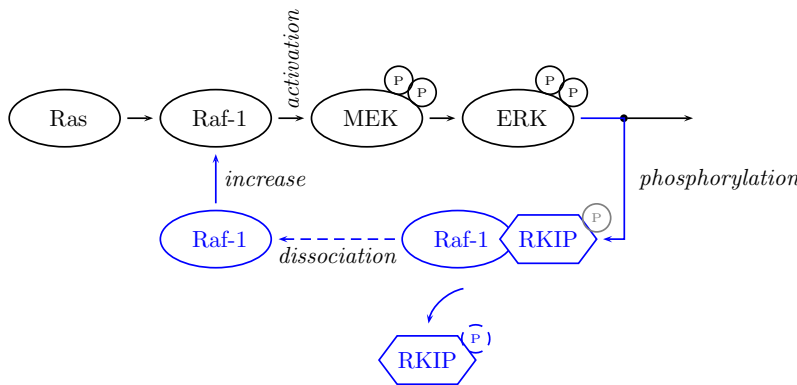 activation
P
P
P
P
Ras
Raf-1
MEK
ERK
increase
phosphorylation
P
Raf-1
Raf-1
RKIP
dissociation
P
RKIP